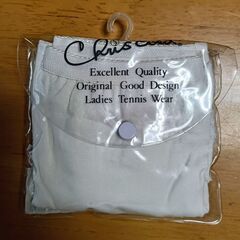 Excellent Quality
Original Good Design
Ladies Tennis Wear